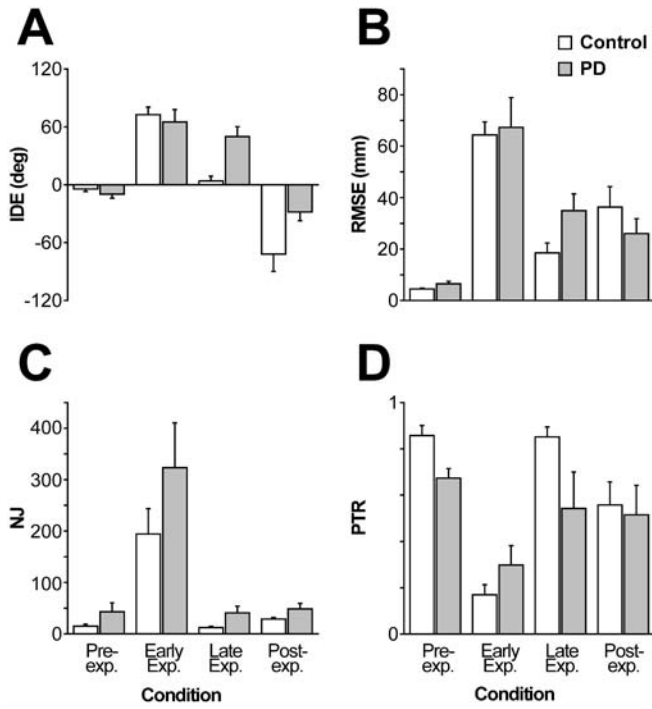 A
B
Control
PD
120
60
0
-60
-120
IDE (deg)
80
60
40
20
0
RMSE (mm)
C
D
400
300
200
100
50
0
NJ
1
0
PTR
Pre-
exp.
Early
Exp.
Late
Exp.
Post-
exp.
Condition
Pre-
exp.
Early
Exp.
Late
Exp.
Post-
exp.
Condition